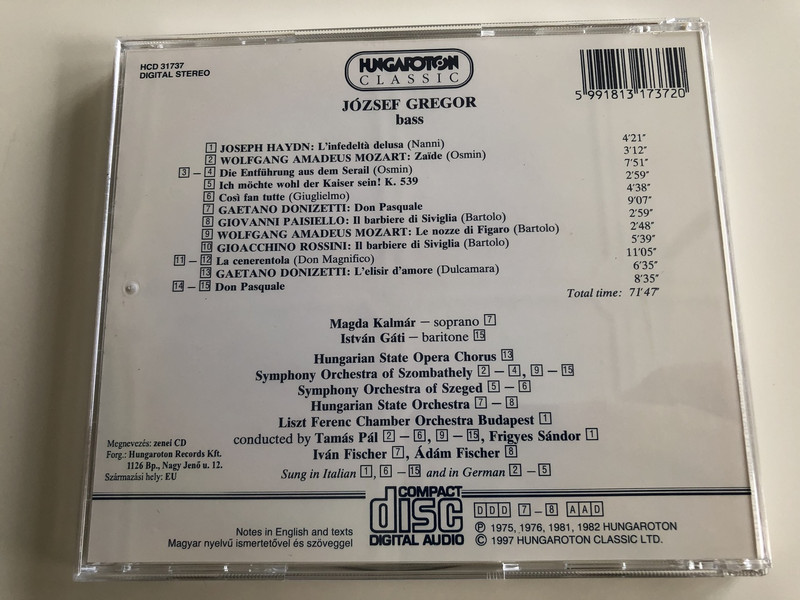 HCD 31737
DIGITAL STEREO
HUNGAROTON
CLASSIC
5 991813 173720
JÓZSEF GREGOR
bass
1 JOSEPH HAYDN: L'infedeltà delusa (Nanni) 4'21"
2 WOLFGANG AMADEUS MOZART: Zaïde (Osmin) 3'12"
3 – 4 Die Entführung aus dem Serail (Osmin) 7'51"
5 Ich möchte wohl der Kaiser sein! K. 539 2'59"
6 Così fan tutte (Giuglielmo) 4'38"
7 GAETANO DONIZETTI: Don Pasquale 9'07"
8 GIOVANNI PAISIELLO: Il barbiere di Siviglia (Bartolo) 2'59"
9 WOLFGANG AMADEUS MOZART: Le nozze di Figaro (Bartolo) 2'48"
10 GIOACCHINO ROSSINI: Il barbiere di Siviglia (Bartolo) 5'39"
11 – 12 La cenerentola (Don Magnifico) 11'05"
13 GAETANO DONIZETTI: L'elisir d'amore (Dulcamara) 6'35"
14 – 15 Don Pasquale 8'35"
Total time: 71'47"
Magda Kalmár – soprano 7
István Gáti – baritone 15
Hungarian State Opera Chorus 13
Symphony Orchestra of Szombathely 2 – 4, 9 – 15
Symphony Orchestra of Szeged 5 – 6
Hungarian State Orchestra 7 – 8
Liszt Ferenc Chamber Orchestra Budapest 1
conducted by Tamás Pál 2 – 6, 9 – 15, Frigyes Sándor 1
Iván Fischer 7, Ádám Fischer 8
Sung in Italian 1, 6 – 15 and in German 2 – 5
Megnevezés: zenei CD
Forg.: Hungaroton Records Kft.
1126 Bp., Nagy Jenő u. 12.
Származási hely: EU
Notes in English and texts
Magyar nyelvű ismertetővel és szöveggel
COMPACT
disc
DIGITAL AUDIO
DDD 7 – 8 AAD
℗ 1975, 1976, 1981, 1982 HUNGAROTON
© 1997 HUNGAROTON CLASSIC LTD.